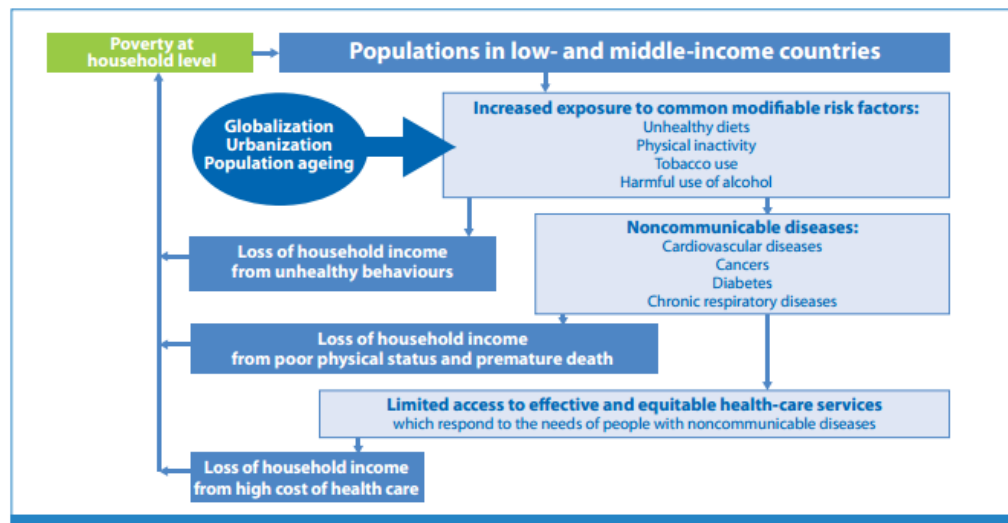 Poverty at
household level
Populations in low- and middle-income countries
Globalization
Urbanization
Population ageing
Increased exposure to common modifiable risk factors:
Unhealthy diets
Physical inactivity
Tobacco use
Harmful use of alcohol
Loss of household income
from unhealthy behaviours
Noncommunicable diseases:
Cardiovascular diseases
Cancers
Diabetes
Chronic respiratory diseases
Loss of household income
from poor physical status and premature death
Limited access to effective and equitable health-care services
which respond to the needs of people with noncommunicable diseases
Loss of household income
from high cost of health care